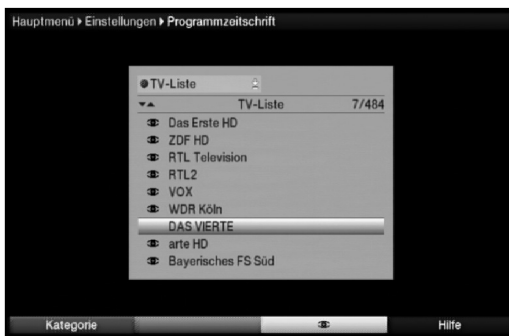 Hauptmenü ▸ Einstellungen ▸ Programmzeitschrift
TV-Liste
TV-Liste 7/484
Das Erste HD
ZDF HD
RTL Television
RTL2
VOX
WDR Köln
DAS VIERTE
arte HD
Bayerisches FS Süd
Kategorie Hilfe